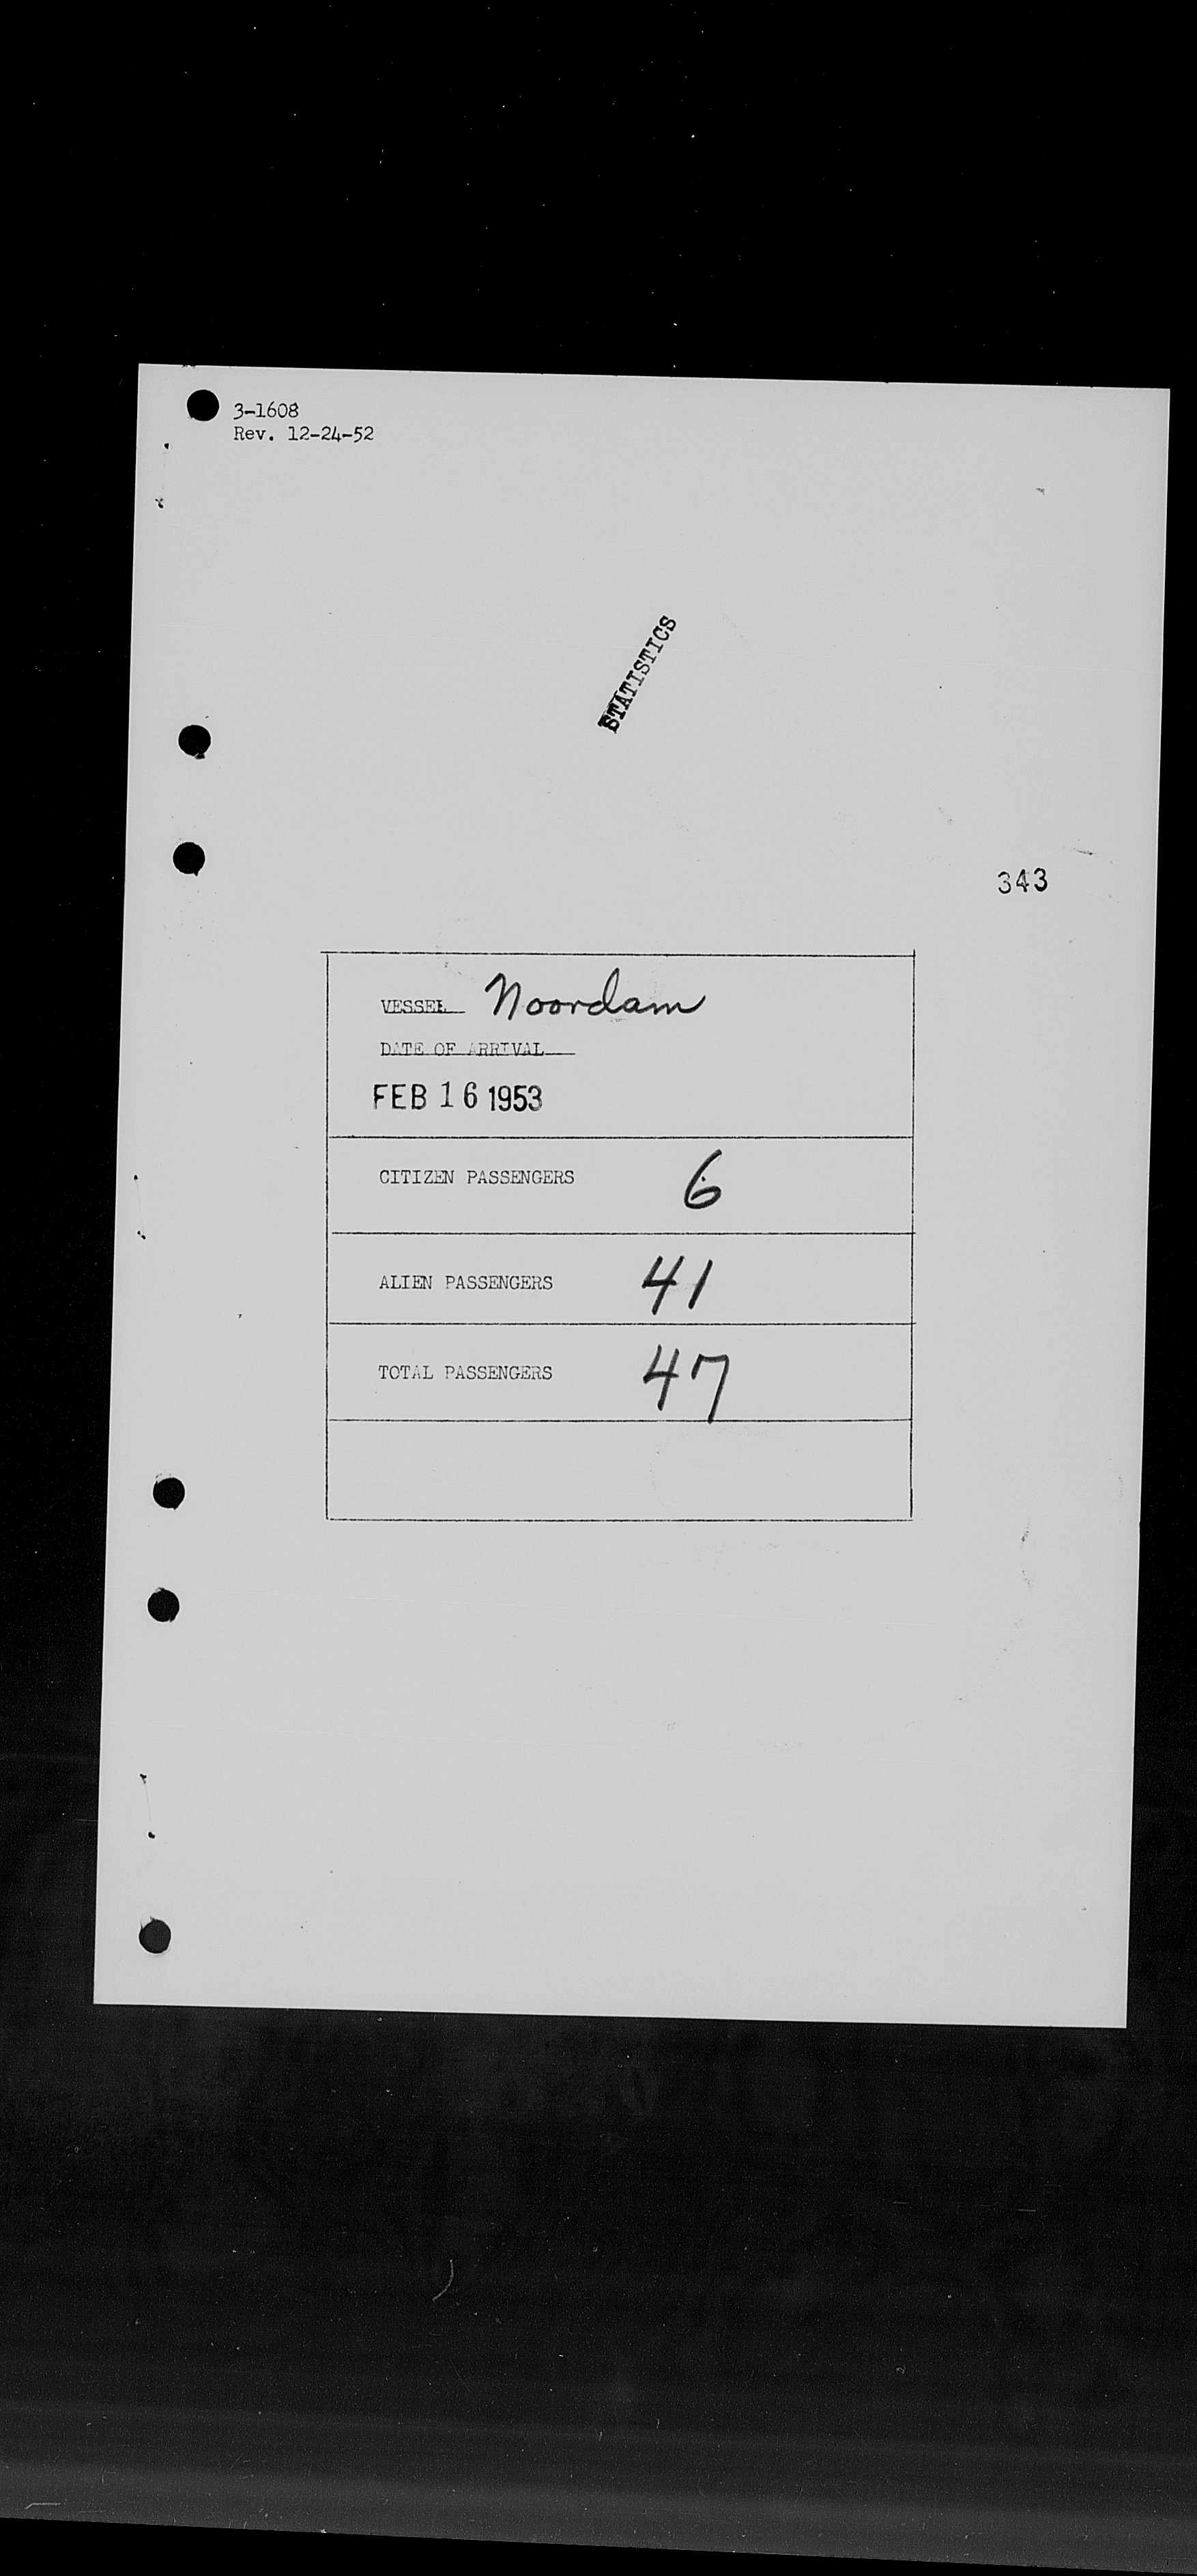 3-1608
Rev. 12-24-52
STATISTICS
343
VESSEL Noordam
DATE OF ARRIVAL
FEB 16 1953
CITIZEN PASSENGERS 6
ALIEN PASSENGERS 41
TOTAL PASSENGERS 47